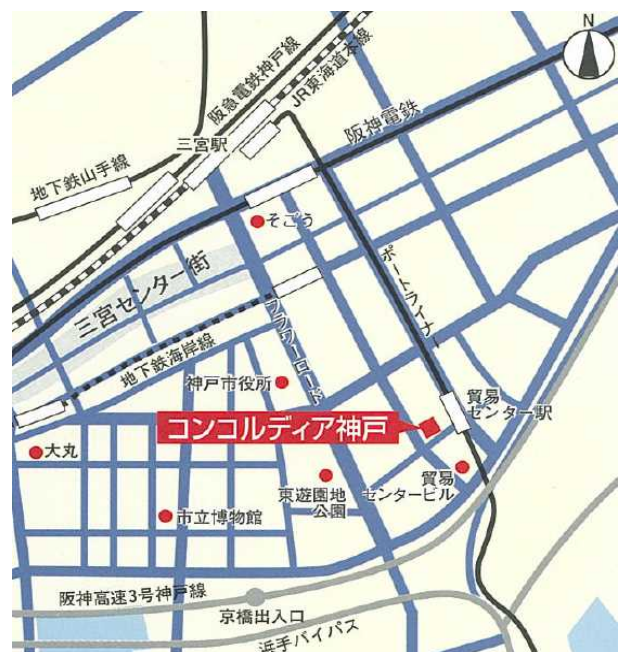 N
阪急電鉄神戸線
JR東海道本線
三宮駅
阪神電鉄
地下鉄山手線
そごう
三宮センター街
ポートライナー
フラワーロード
地下鉄海岸線
神戸市役所
貿易
センター駅
コンコルディア神戸
大丸
東遊園地
公園
貿易
センタービル
市立博物館
阪神高速3号神戸線
京橋出入口
浜手バイパス